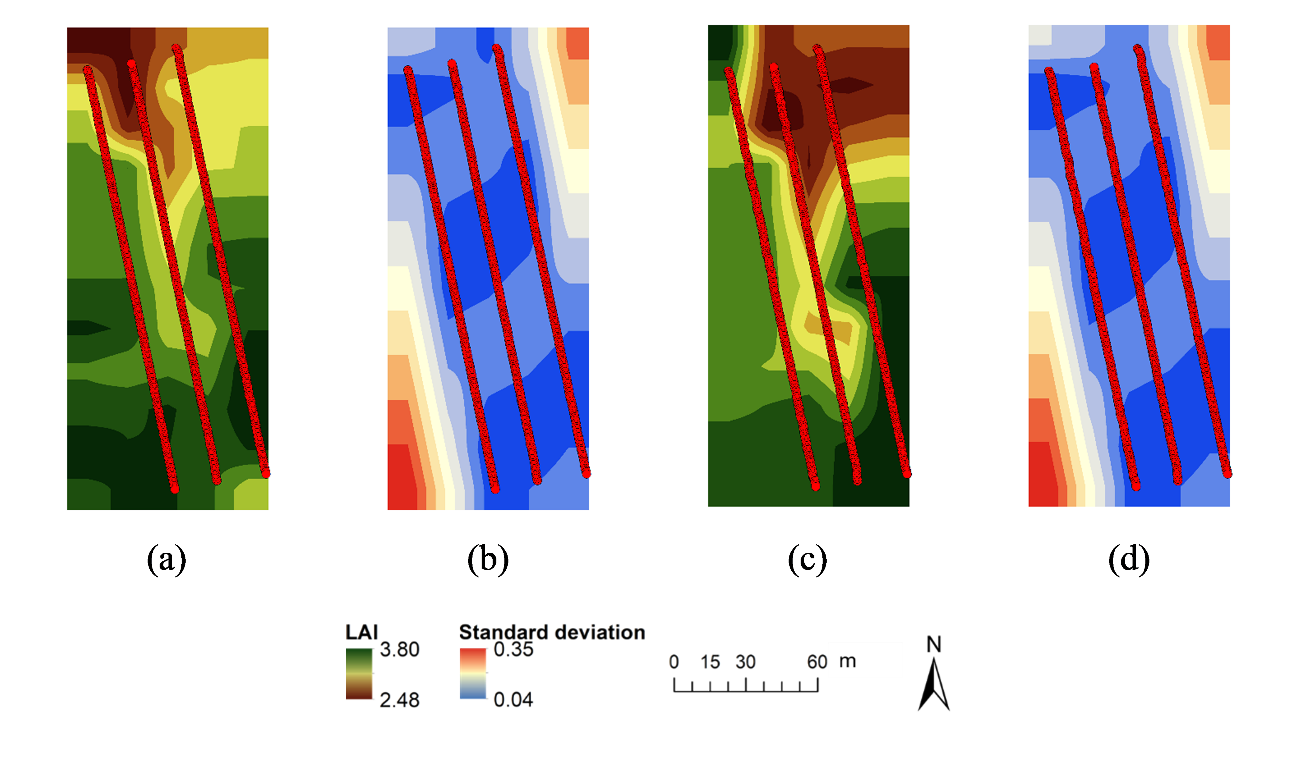 (a) (b) (c) (d)
LAI Standard deviation
3.80 0.35
2.48 0.04
0 15 30 60 m
N